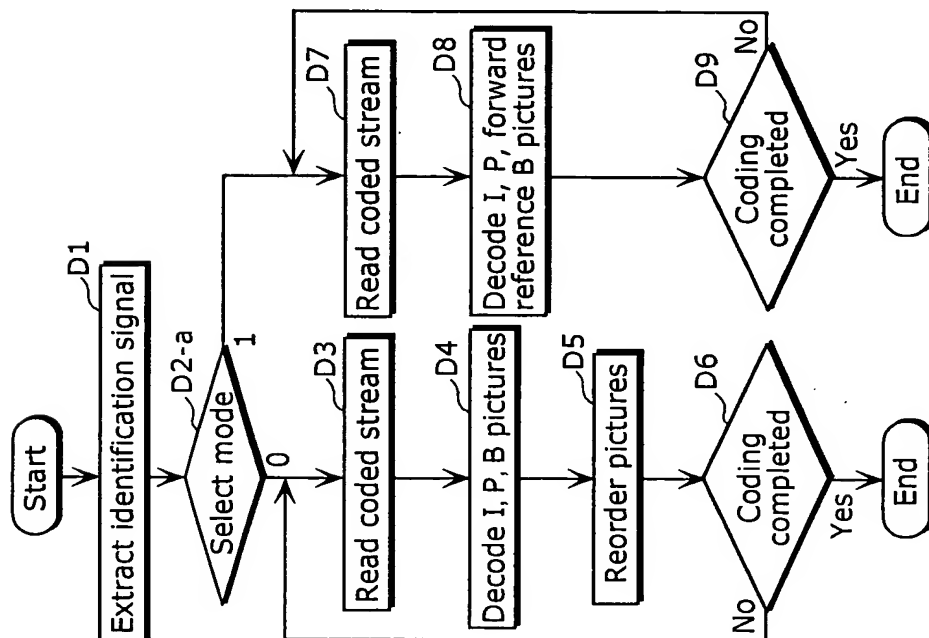 Start
D1
Extract identification signal
D2-a
Select mode
0
1
D3
Read coded stream
D4
Decode I, P, B pictures
D5
Reorder pictures
D6
Coding
completed
No
Yes
End
D7
Read coded stream
D8
Decode I, P, forward
reference B pictures
D9
Coding
completed
No
Yes
End